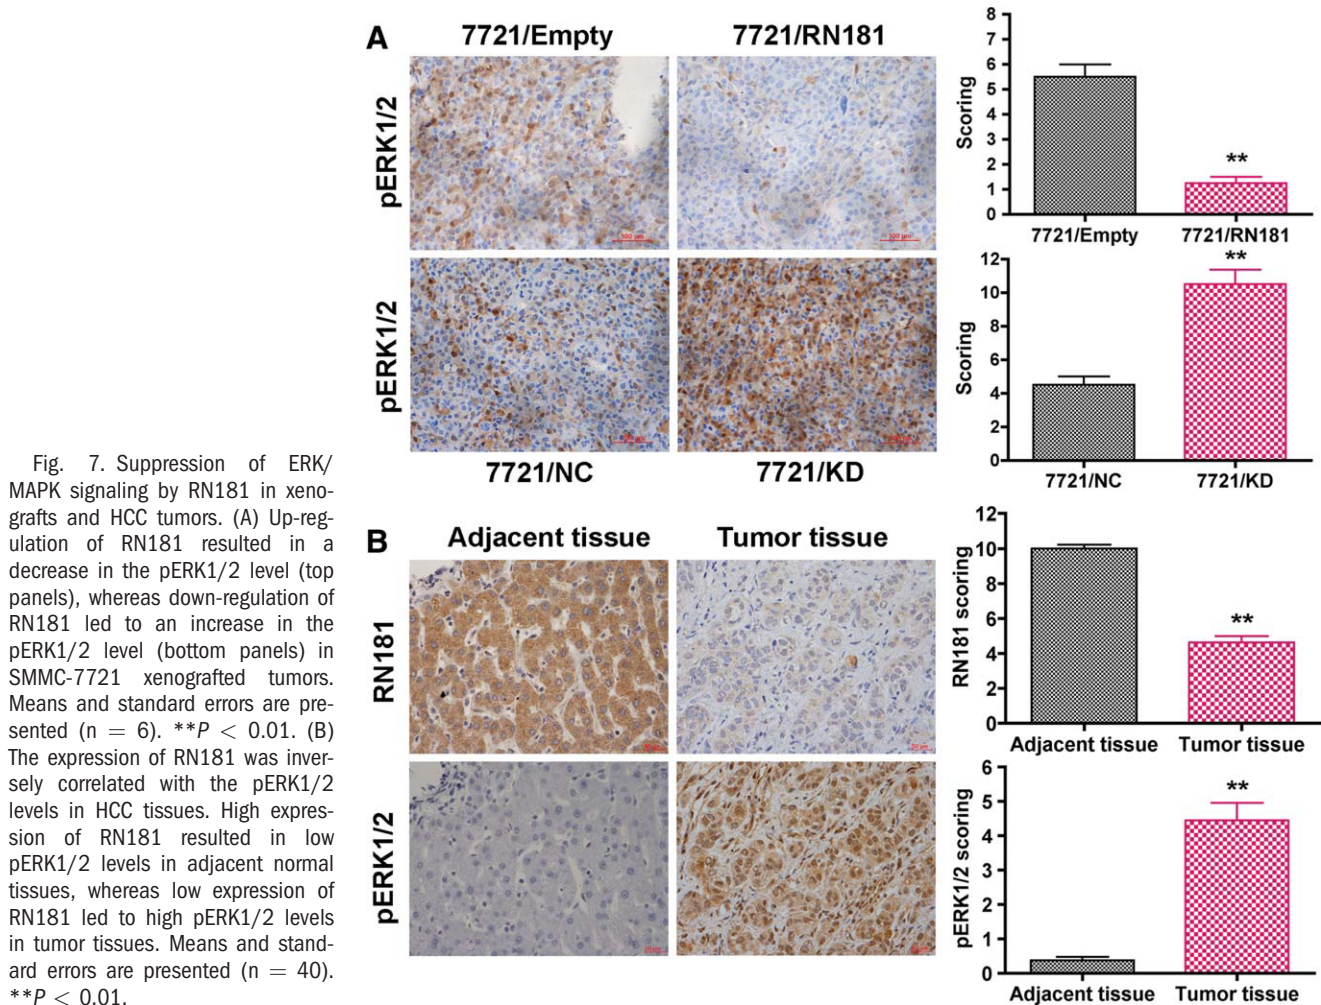 Fig. 7. Suppression of ERK/
MAPK signaling by RN181 in xeno-
grafts and HCC tumors. (A) Up-reg-
ulation of RN181 resulted in a
decrease in the pERK1/2 level (top
panels), whereas down-regulation of
RN181 led to an increase in the
pERK1/2 level (bottom panels) in
SMMC-7721 xenografted tumors.
Means and standard errors are pre-
sented (n = 6). **P < 0.01. (B)
The expression of RN181 was inver-
sely correlated with the pERK1/2
levels in HCC tissues. High expres-
sion of RN181 resulted in low
pERK1/2 levels in adjacent normal
tissues, whereas low expression of
RN181 led to high pERK1/2 levels
in tumor tissues. Means and stand-
ard errors are presented (n = 40).
**P < 0.01.
A
7721/Empty
7721/RN181
pERK1/2
100 µm
100 µm
pERK1/2
7721/NC
7721/KD
Scoring
8
7
6
5
4
3
2
1
0
**
7721/Empty
7721/RN181
Scoring
12
10
8
6
4
2
0
**
7721/NC
7721/KD
B
Adjacent tissue
Tumor tissue
RN181
pERK1/2
RN181 scoring
12
10
8
6
4
2
0
**
Adjacent tissue
Tumor tissue
pERK1/2 scoring
6
5
4
3
2
1
0
**
Adjacent tissue
Tumor tissue